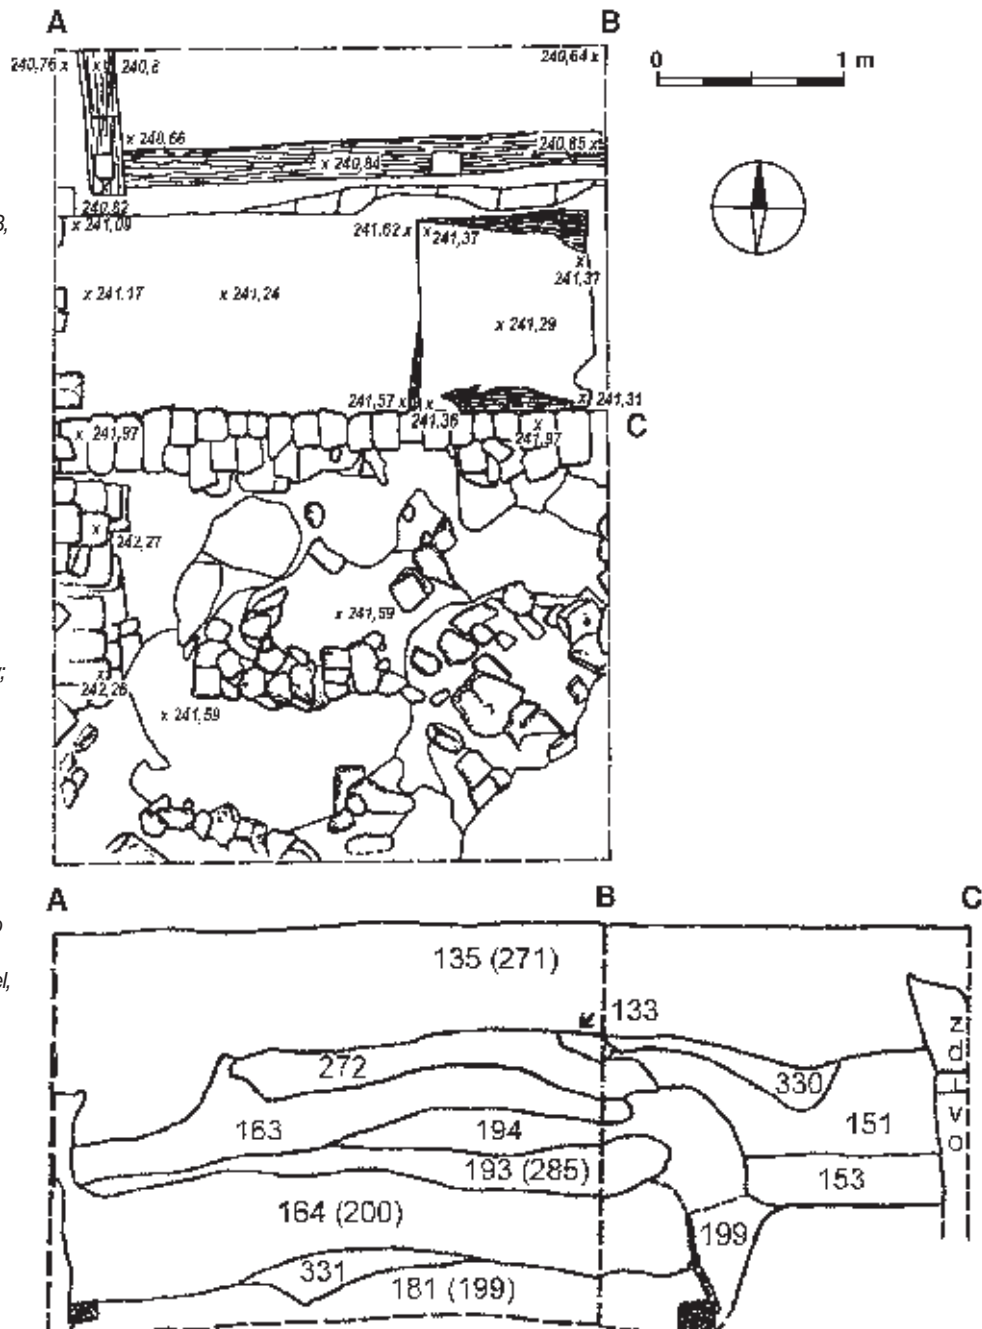 A B
0 1 m
240,76 x x 240,8 240,64 x
x 240,66 240,85 x
x 240,84
240,82
x 241,09
241,62 x x 241,37
x 241,37
x 241,17 x 241,24
x 241,29
241,57 x x 241,36 x 241,31
C
x 241,97 x 241,97
x 242,27
x 241,59
x 242,26
x 241,59
A B C
135 (271)
133
z
d
i
v
o
272 330
163 194 151
193 (285) 153
164 (200) 199
331 181 (199)
el,